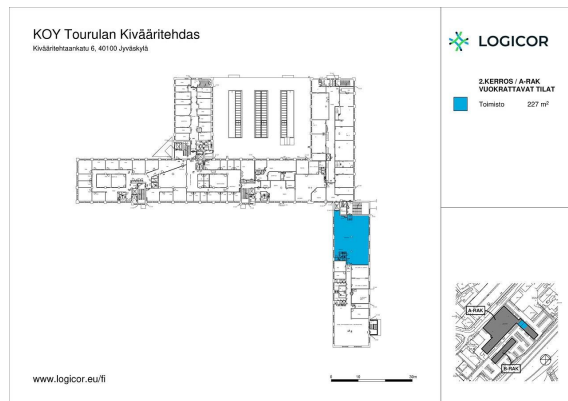 KOY Tourulan Kivääritehdas
Kivääritehtaankatu 6, 40100 Jyväskylä
LOGICOR
2.KERROS / A-RAK
VUOKRATTAVAT TILAT
Toimisto 227 m²
A-RAK
B-RAK
www.logicor.eu/fi
0 10 20m